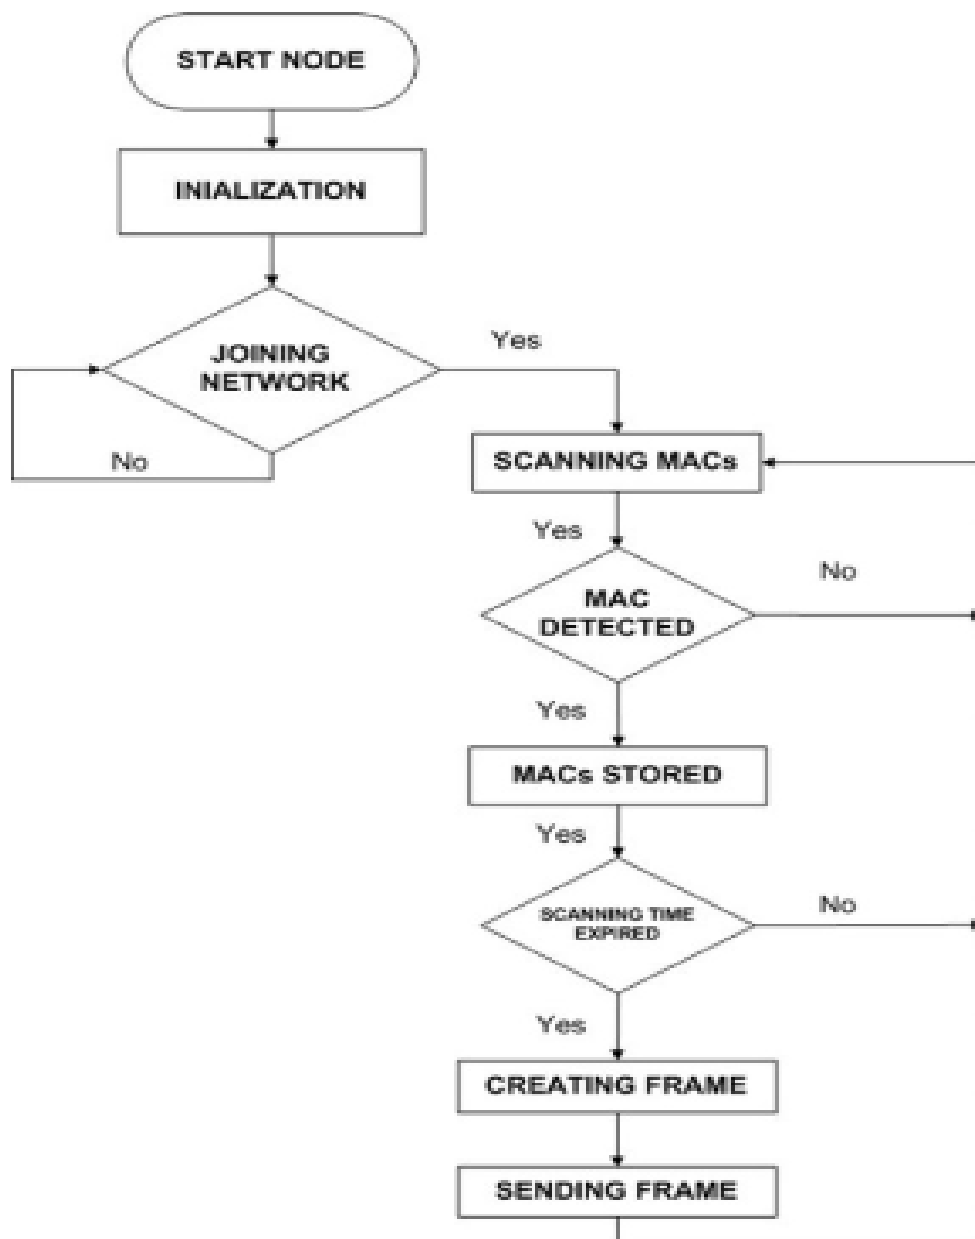 START NODE
INIALIZATION
JOINING
NETWORK
Yes
No
SCANNING MACs
Yes
MAC
DETECTED
No
Yes
MACs STORED
Yes
SCANNING TIME
EXPIRED
No
Yes
CREATING FRAME
SENDING FRAME